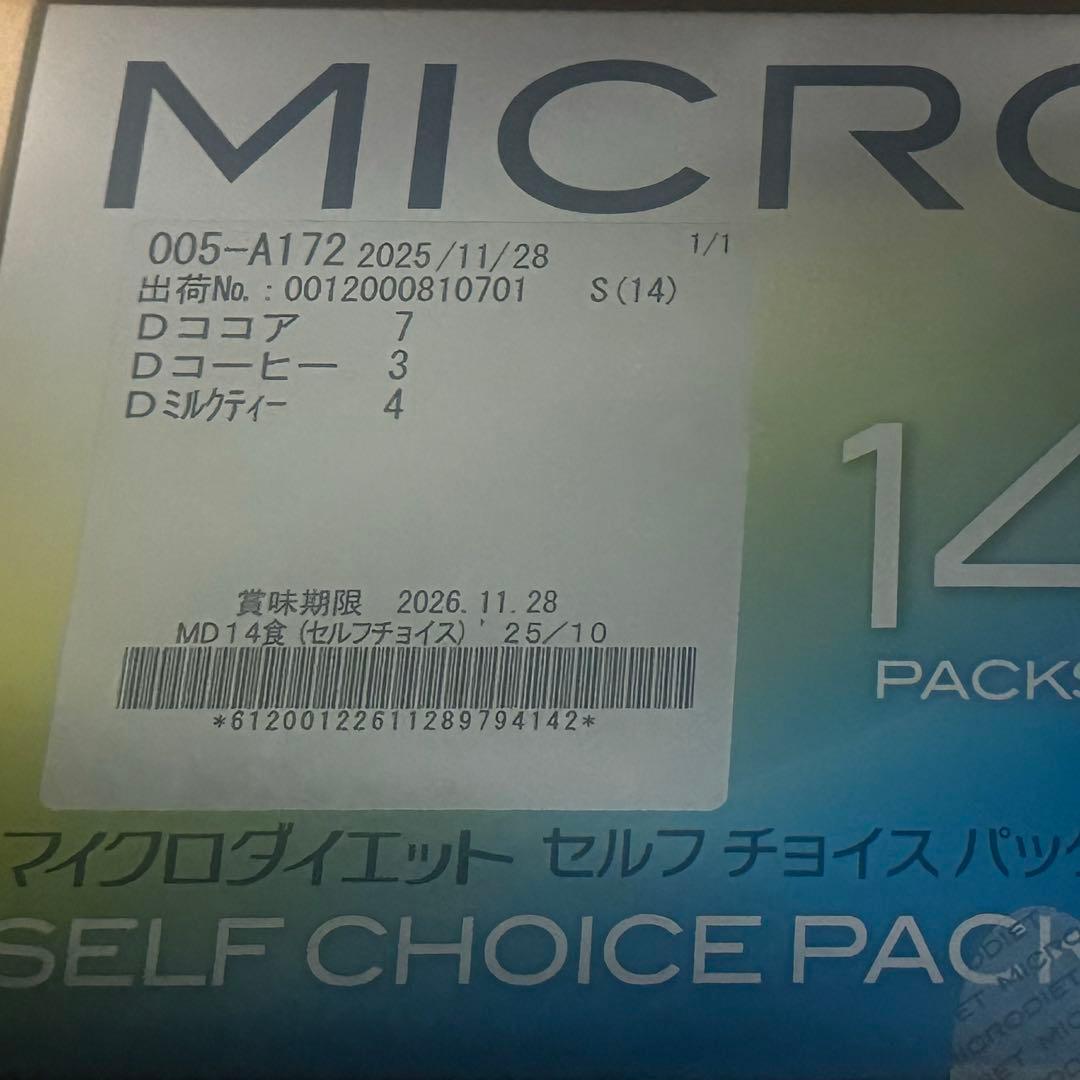 MICRO
005-A172 2025/11/28 1/1
出荷No.:0012000810701 S(14)
Dココア 7
Dコーヒー 3
Dミルクティー 4
14
PACKS
賞味期限 2026.11.28
MD14食(セルフチョイス)'25/10
*61200122611289794142*
マイクロダイエット セルフチョイスパック
SELF CHOICE PACK